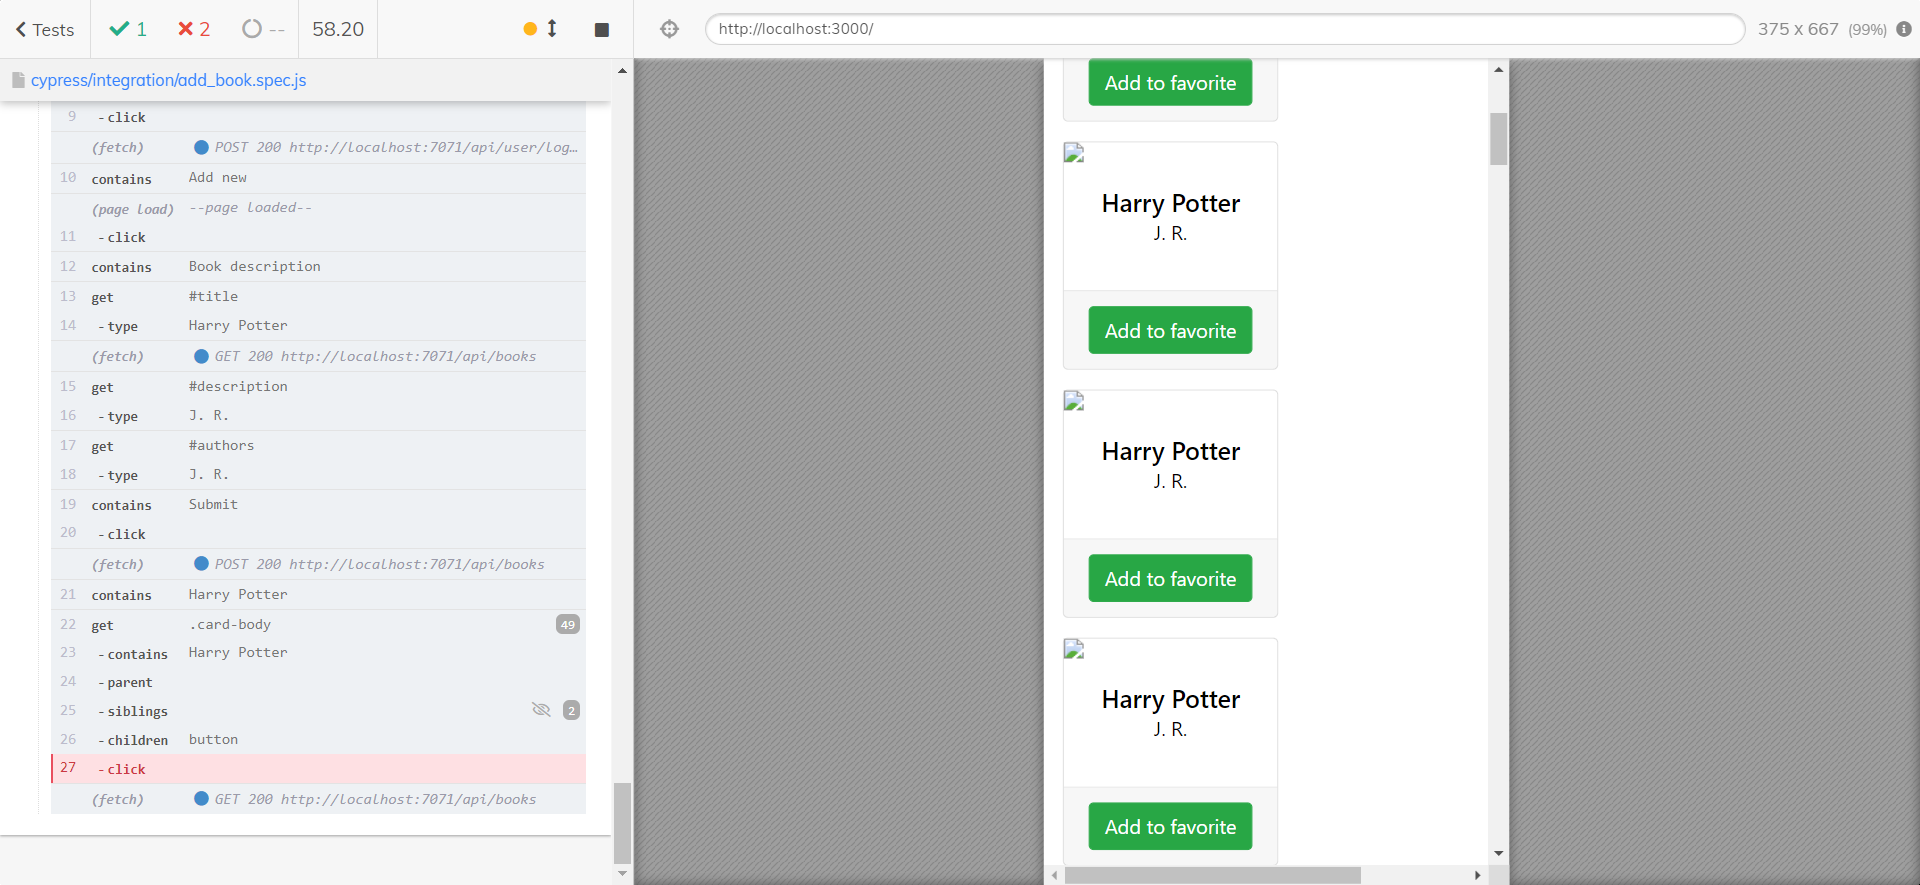 Tests
1
2
--
58.20
http://localhost:3000/
375 x 667 (99%)
cypress/integration/add_book.spec.js
9 - click
(fetch) POST 200 http://localhost:7071/api/user/log…
10 contains Add new
(page load) --page loaded--
11 - click
12 contains Book description
13 get #title
14 - type Harry Potter
(fetch) GET 200 http://localhost:7071/api/books
15 get #description
16 - type J. R.
17 get #authors
18 - type J. R.
19 contains Submit
20 - click
(fetch) POST 200 http://localhost:7071/api/books
21 contains Harry Potter
22 get .card-body 49
23 - contains Harry Potter
24 - parent
25 - siblings 2
26 - children button
27 - click
(fetch) GET 200 http://localhost:7071/api/books
Add to favorite
Harry Potter
J. R.
Add to favorite
Harry Potter
J. R.
Add to favorite
Harry Potter
J. R.
Add to favorite